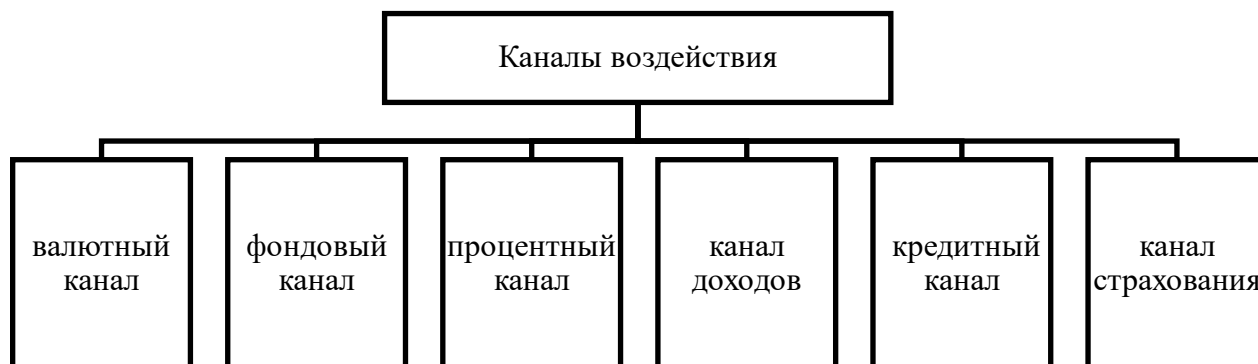 Каналы воздействия
валютный
канал
фондовый
канал
процентный
канал
канал
доходов
кредитный
канал
канал
страхования